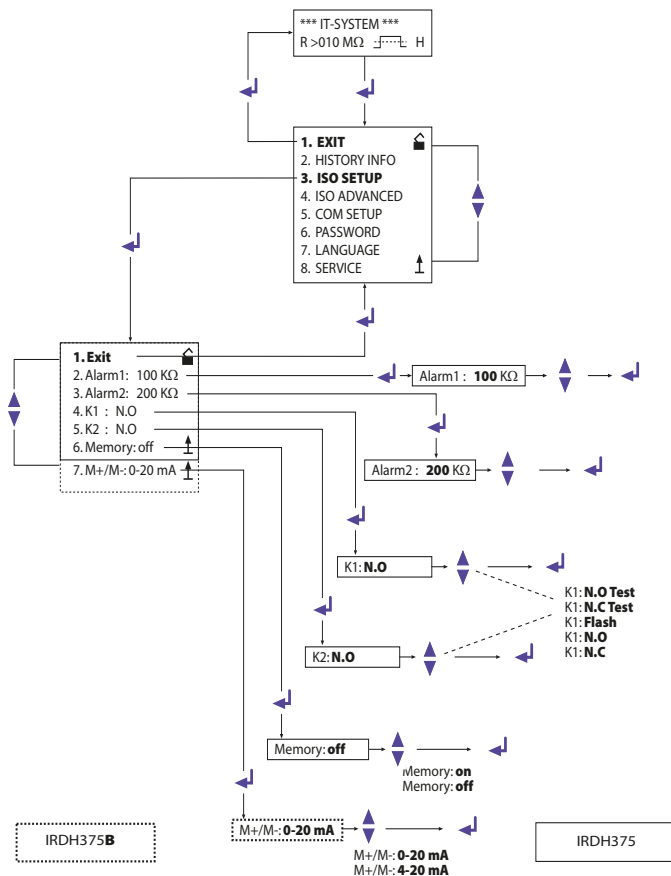 *** IT-SYSTEM ***
R >010 MΩ H
1. EXIT
2. HISTORY INFO
3. ISO SETUP
4. ISO ADVANCED
5. COM SETUP
6. PASSWORD
7. LANGUAGE
8. SERVICE
1. Exit
2. Alarm1: 100 KΩ
3. Alarm2: 200 KΩ
4. K1 : N.O
5. K2 : N.O
6. Memory: off
7. M+/M-: 0-20 mA
Alarm1 : 100 KΩ
Alarm2 : 200 KΩ
K1: N.O
K1: N.O Test
K1: N.C Test
K1: Flash
K1: N.O
K1: N.C
K2: N.O
Memory: off
Memory: on
Memory: off
M+/M-: 0-20 mA
M+/M-: 0-20 mA
M+/M-: 4-20 mA
IRDH375B
IRDH375